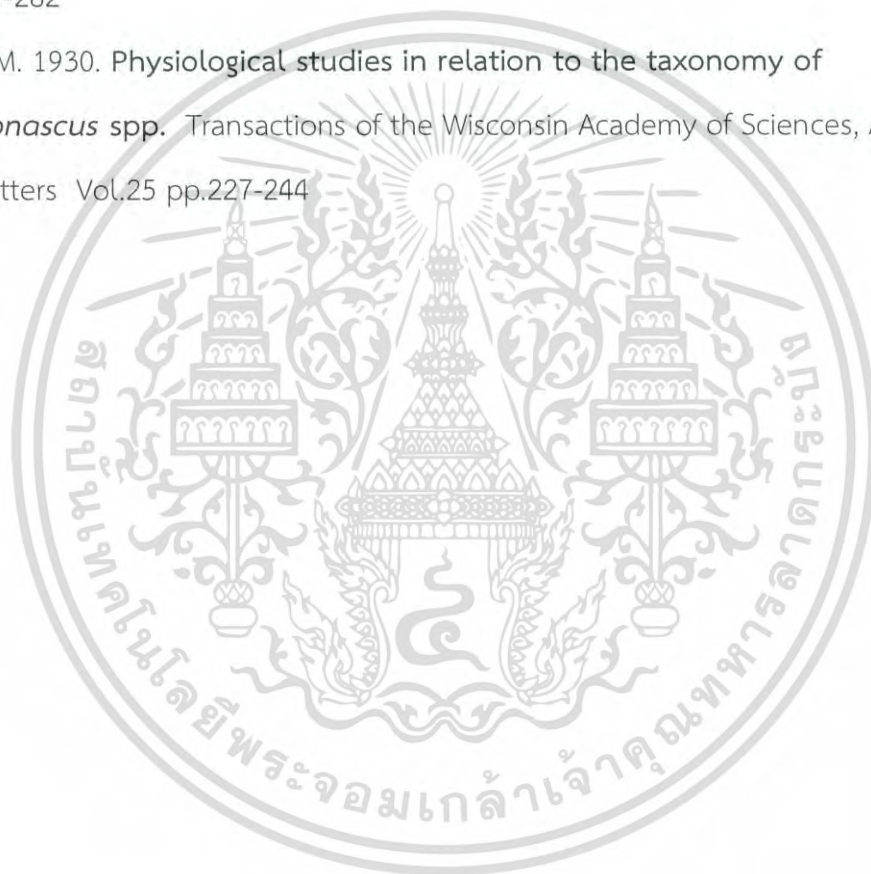 -282
M. 1930. Physiological studies in relation to the taxonomy of
onascus spp. Transactions of the Wisconsin Academy of Sciences,
tters Vol.25 pp.227-244
สถาบันเทคโนโลยีพระจอมเกล้าเจ้าคุณทหารลาดกระบัง